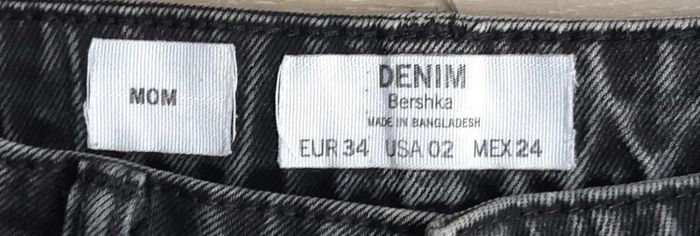 MOM
DENIM
Bershka
MADE IN BANGLADESH
EUR 34 USA 02 MEX 24